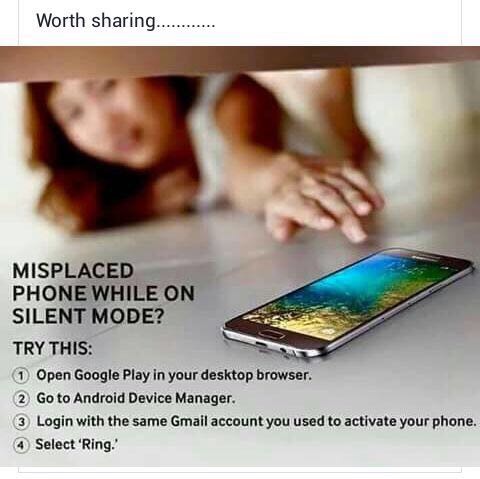 Worth sharing............
MISPLACED
PHONE WHILE ON
SILENT MODE?
TRY THIS:
1 Open Google Play in your desktop browser.
2 Go to Android Device Manager.
3 Login with the same Gmail account you used to activate your phone.
4 Select 'Ring.'